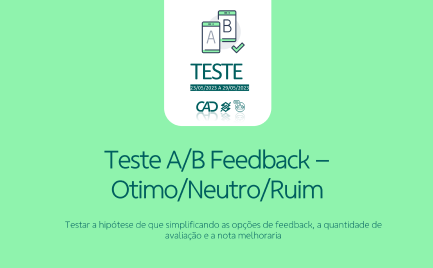 A
B
TESTE
23/05/2023 A 29/05/2023
CAD
Teste A/B Feedback –
Otimo/Neutro/Ruim
Testar a hipótese de que simplificando as opções de feedback, a quantidade de
avaliação e a nota melhoraria